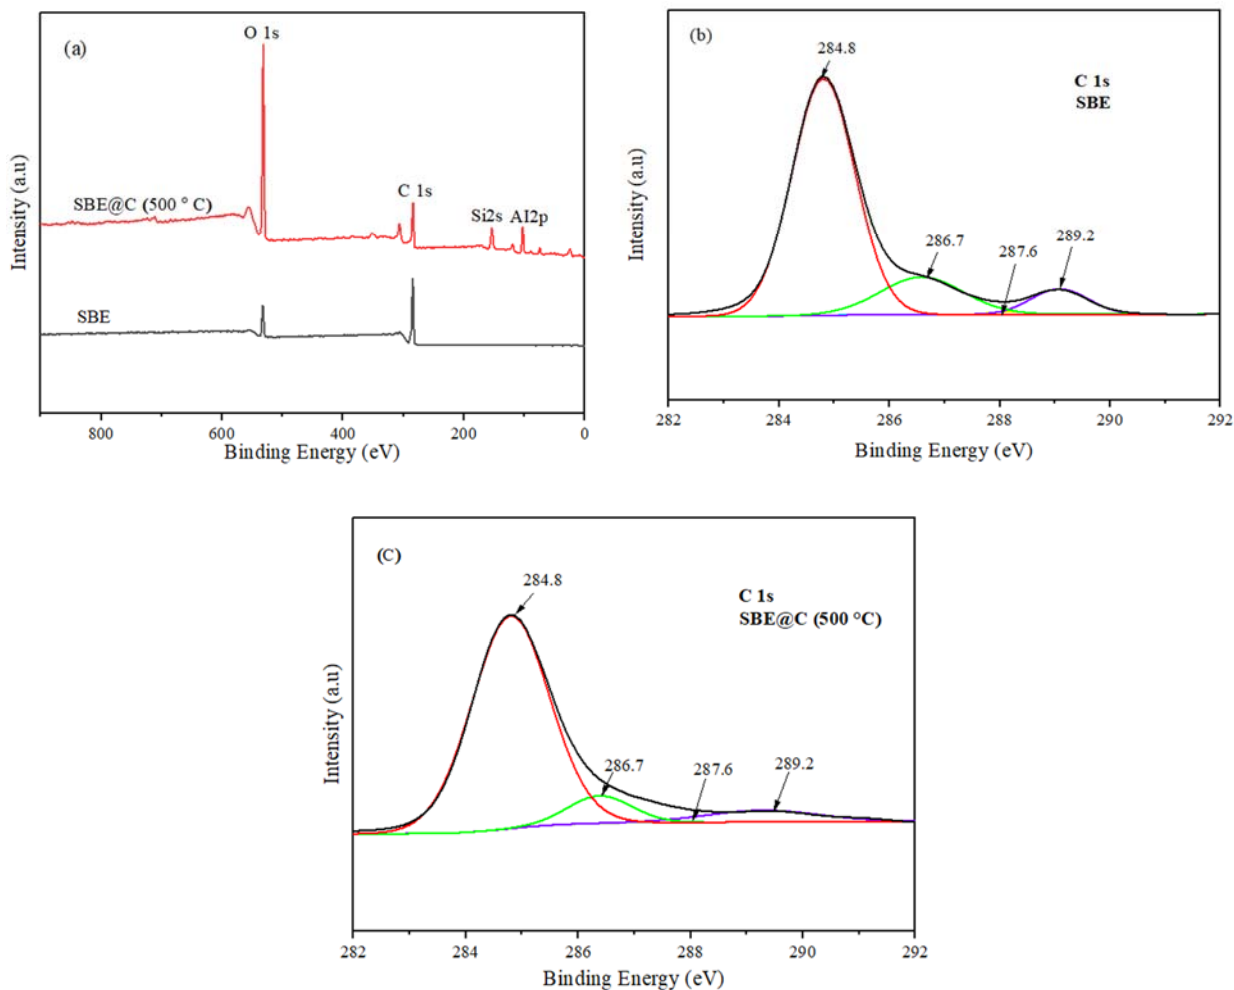 (a)
O 1s
C 1s
SBE@C (500 ° C)
Si2s
AI2p
SBE
Intensity (a.u)
800
600
400
200
0
Binding Energy (eV)
(b)
284.8
C 1s
SBE
286.7
287.6
289.2
Intensity (a.u)
282
284
286
288
290
292
Binding Energy (eV)
(C)
284.8
C 1s
SBE@C (500 °C)
286.7
287.6
289.2
Intensity (a.u)
282
284
286
288
290
292
Binding Energy (eV)